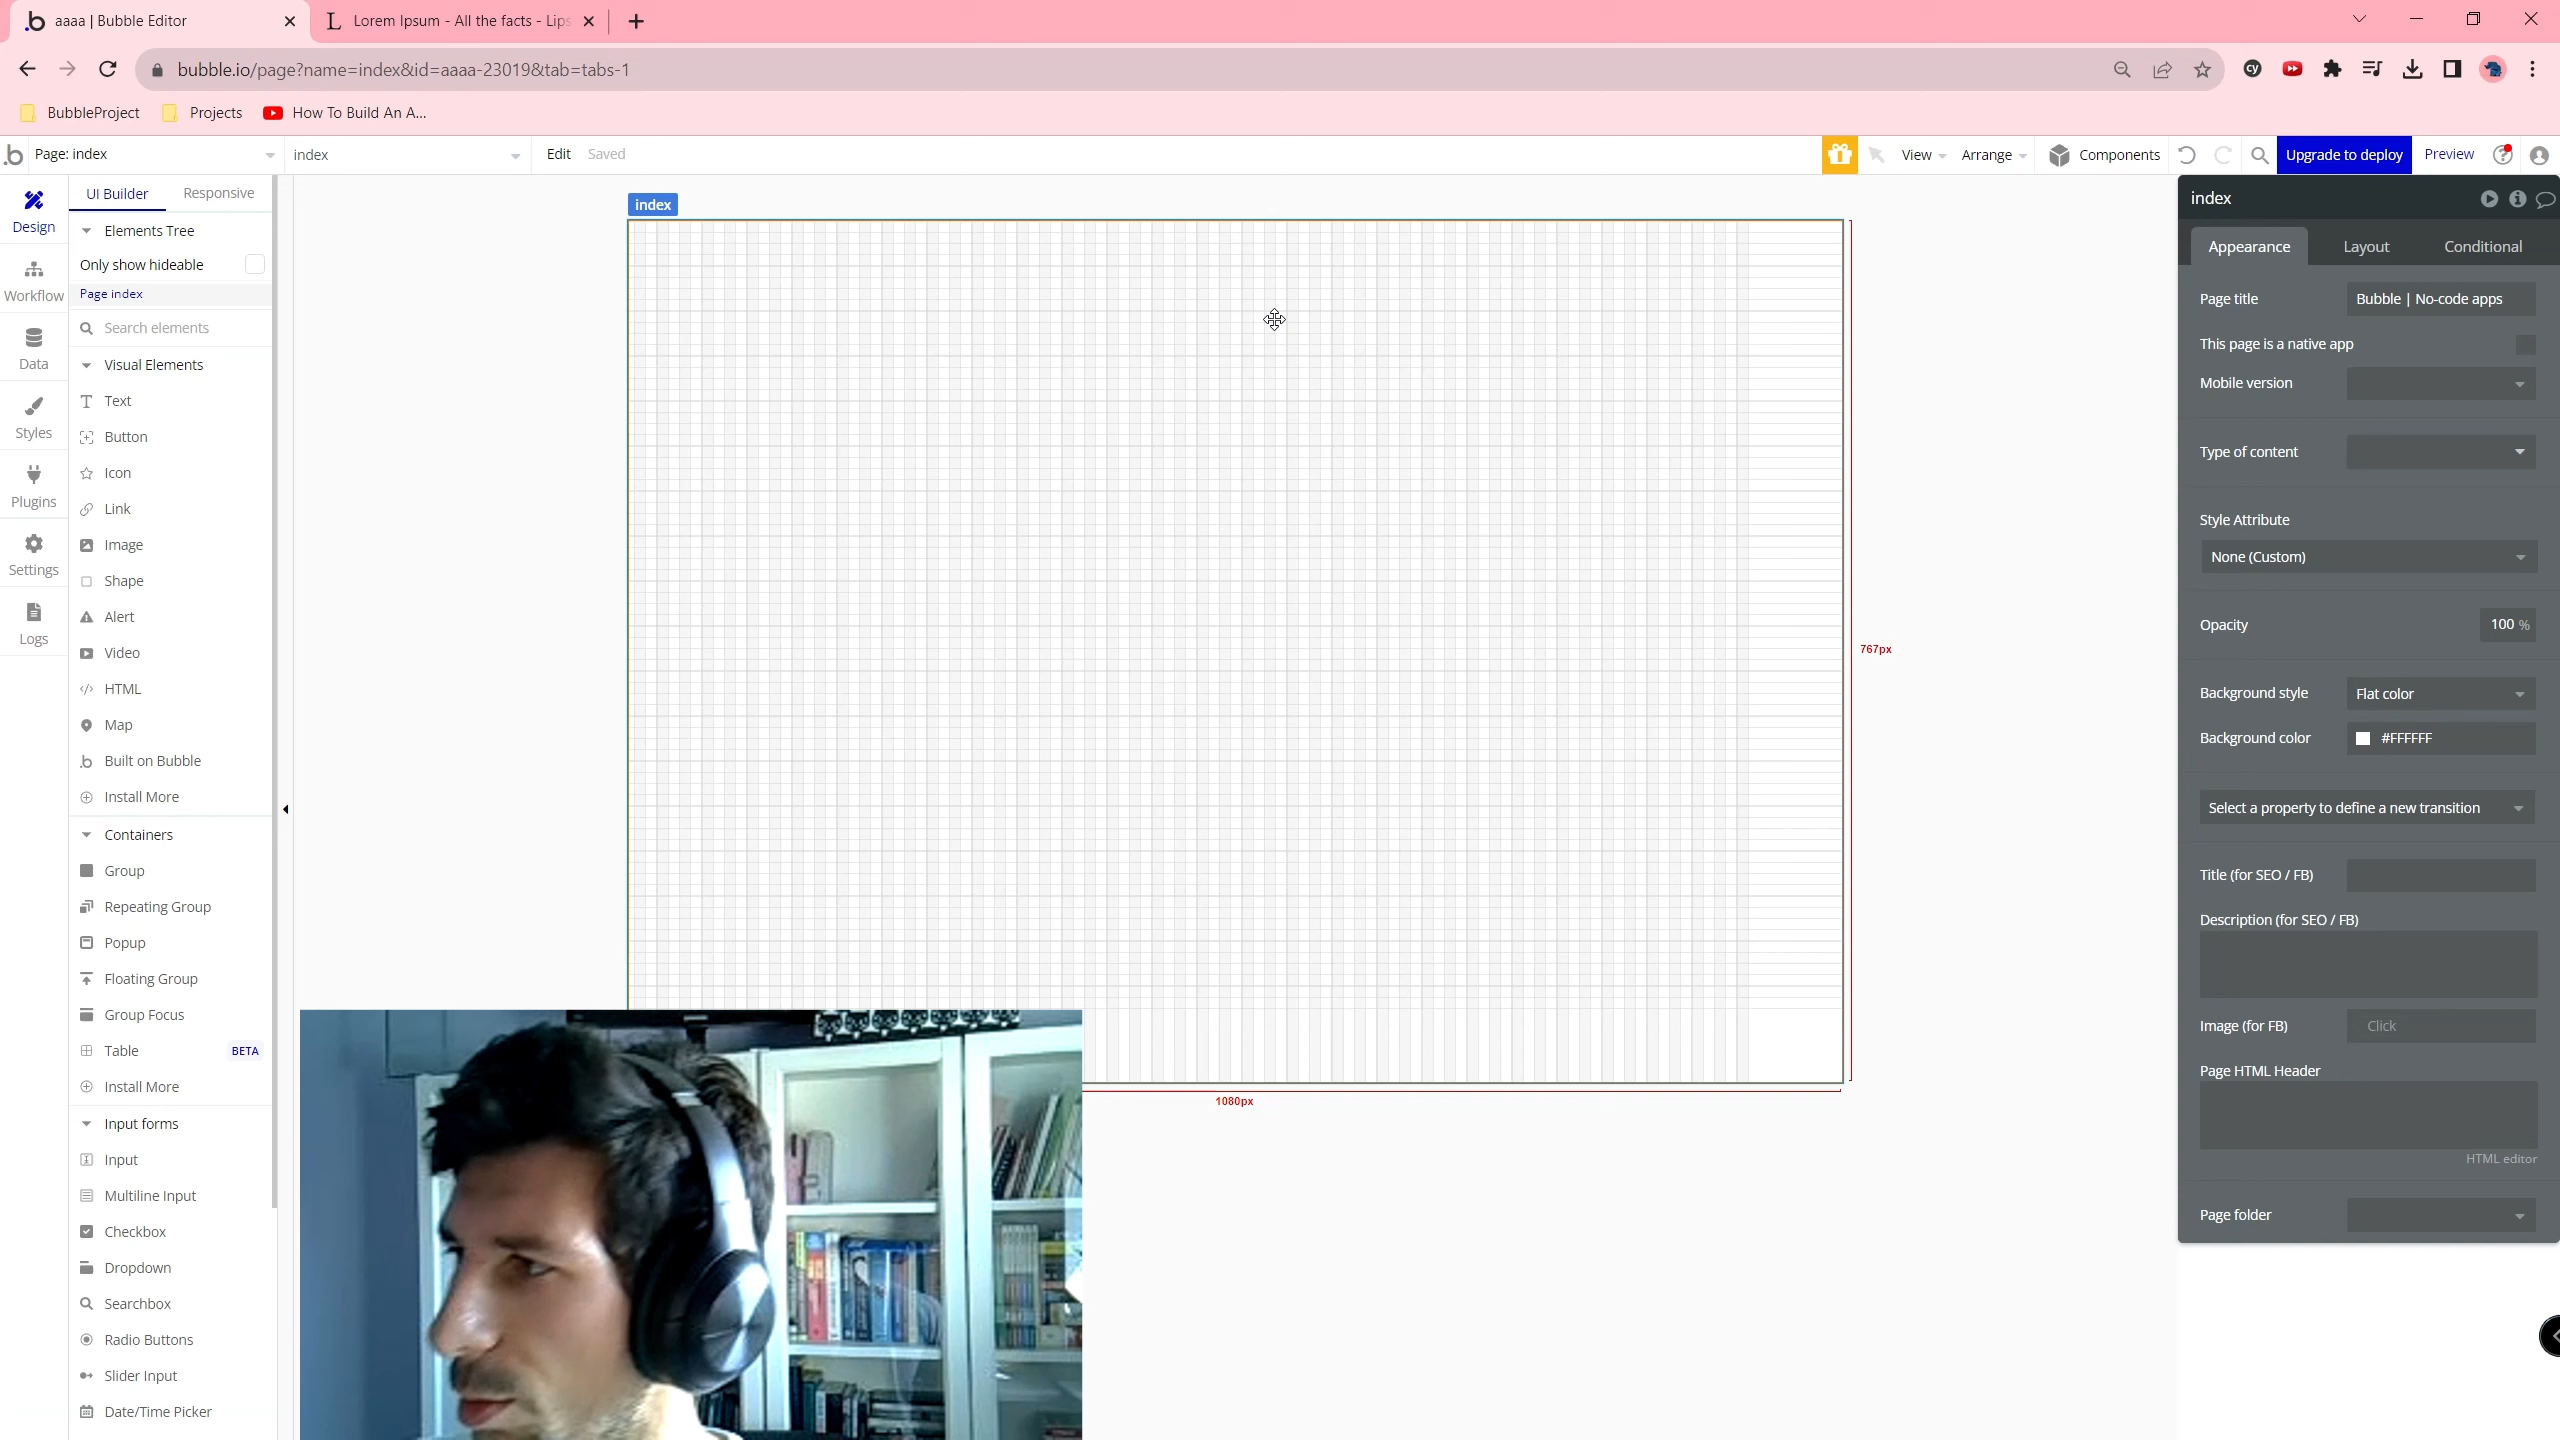 aaaa | Bubble Editor
Lorem Ipsum - All the facts - Lips
bubble.io/page?name=index&id=aaaa-23019&tab=tabs-1
BubbleProject
Projects
How To Build An A...
Page: index
index
Edit
Saved
View
Arrange
Components
Upgrade to deploy
Preview
Design
Workflow
Data
Styles
Plugins
Settings
Logs
UI Builder
Responsive
Elements Tree
Only show hideable
Page index
Search elements
Visual Elements
Text
Button
Icon
Link
Image
Shape
Alert
Video
HTML
Map
Built on Bubble
Install More
Containers
Group
Repeating Group
Popup
Floating Group
Group Focus
Table
BETA
Install More
Input forms
Input
Multiline Input
Checkbox
Dropdown
Searchbox
Radio Buttons
Slider Input
Date/Time Picker
index
767px
1080px
index
Appearance
Layout
Conditional
Page title
Bubble | No-code apps
This page is a native app
Mobile version
Type of content
Style Attribute
None (Custom)
Opacity
100 %
Background style
Flat color
Background color
#FFFFFF
Select a property to define a new transition
Title (for SEO / FB)
Description (for SEO / FB)
Image (for FB)
Click
Page HTML Header
HTML editor
Page folder